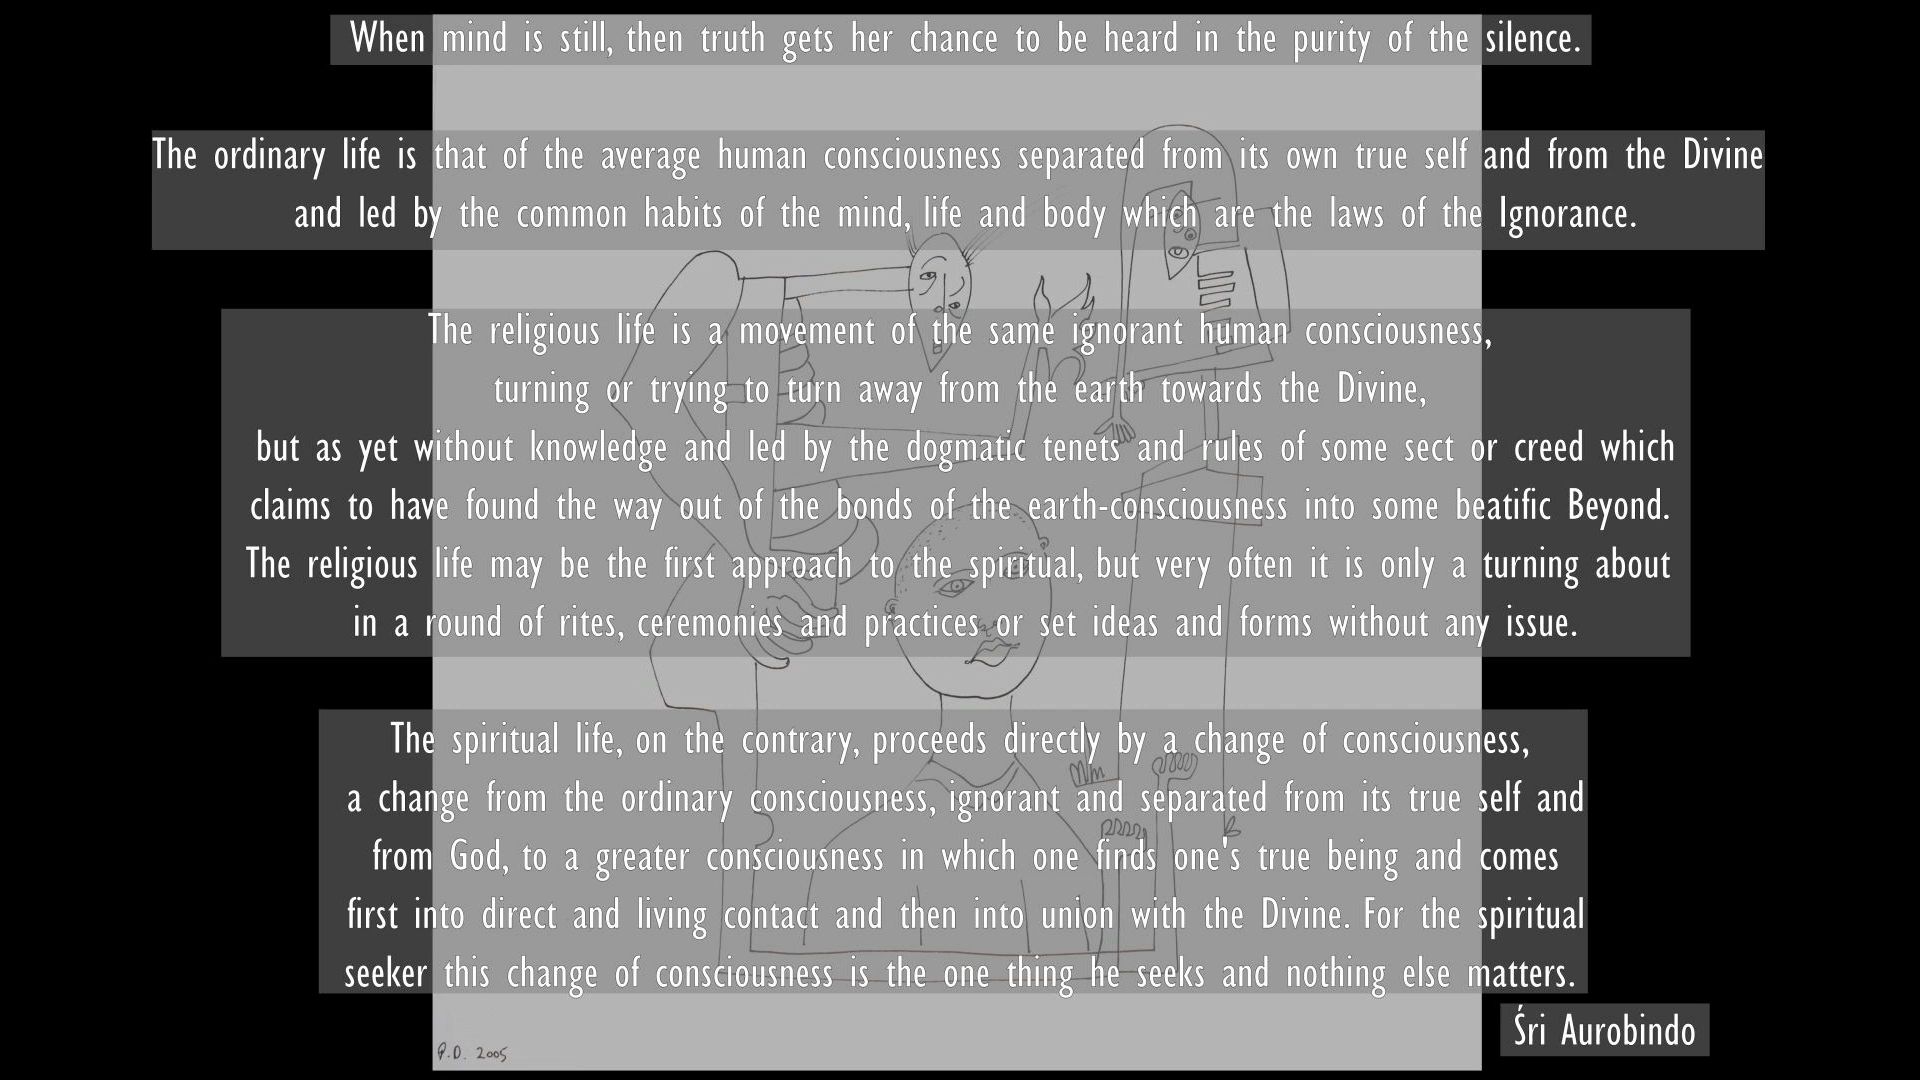 When mind is still, then truth gets her chance to be heard in the purity of the silence.
The ordinary life is that of the average human consciousness separated from its own true self and from the Divine
and led by the common habits of the mind, life and body which are the laws of the Ignorance.
The religious life is a movement of the same ignorant human consciousness,
turning or trying to turn away from the earth towards the Divine,
but as yet without knowledge and led by the dogmatic tenets and rules of some sect or creed which
claims to have found the way out of the bonds of the earth-consciousness into some beatific Beyond.
The religious life may be the first approach to the spiritual, but very often it is only a turning about
in a round of rites, ceremonies and practices or set ideas and forms without any issue.
The spiritual life, on the contrary, proceeds directly by a change of consciousness,
a change from the ordinary consciousness, ignorant and separated from its true self and
from God, to a greater consciousness in which one finds one's true being and comes
first into direct and living contact and then into union with the Divine. For the spiritual
seeker this change of consciousness is the one thing he seeks and nothing else matters.
Śri Aurobindo
2005